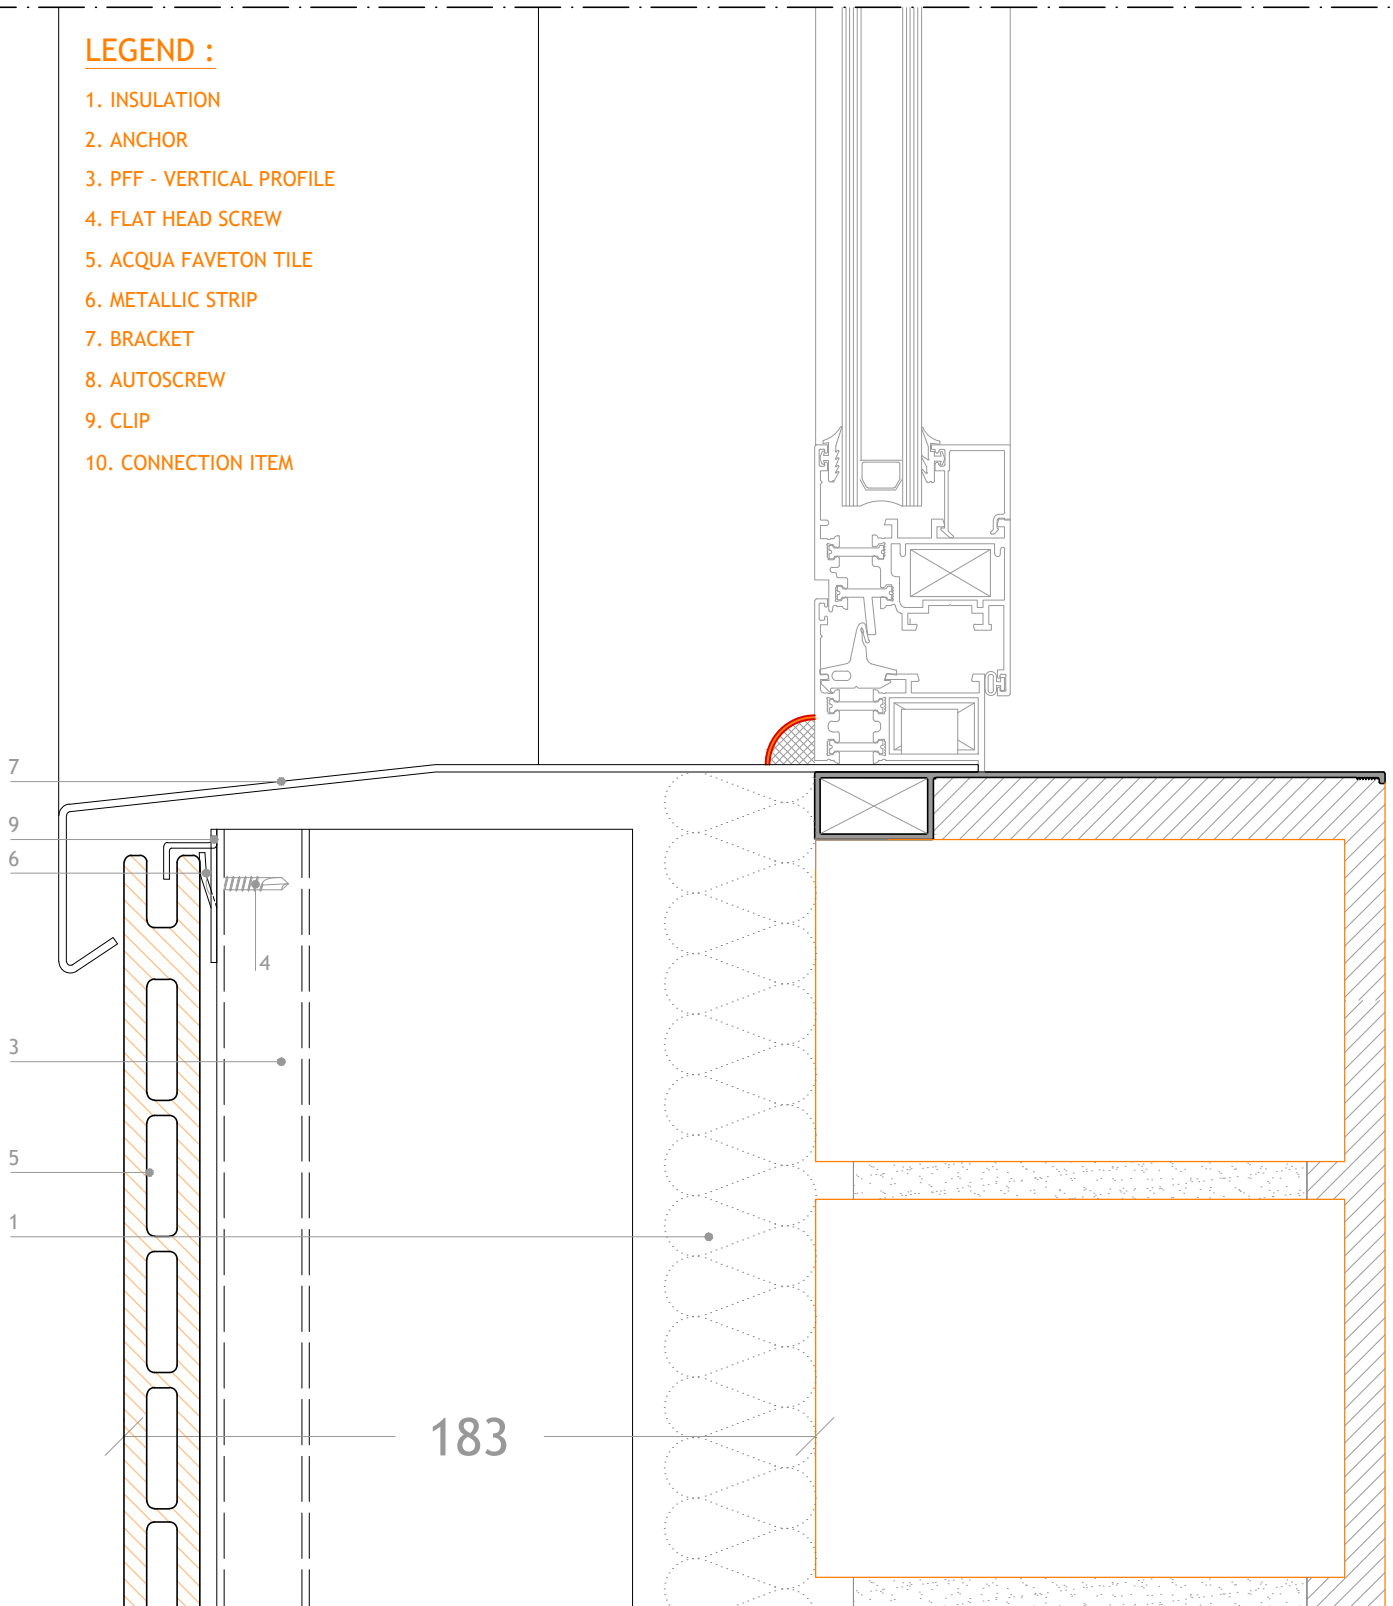 LEGEND :
1. INSULATION
2. ANCHOR
3. PFF - VERTICAL PROFILE
4. FLAT HEAD SCREW
5. ACQUA FAVETON TILE
6. METALLIC STRIP
7. BRACKET
8. AUTOSCREW
9. CLIP
10. CONNECTION ITEM
7
9
6
4
3
5
1
183